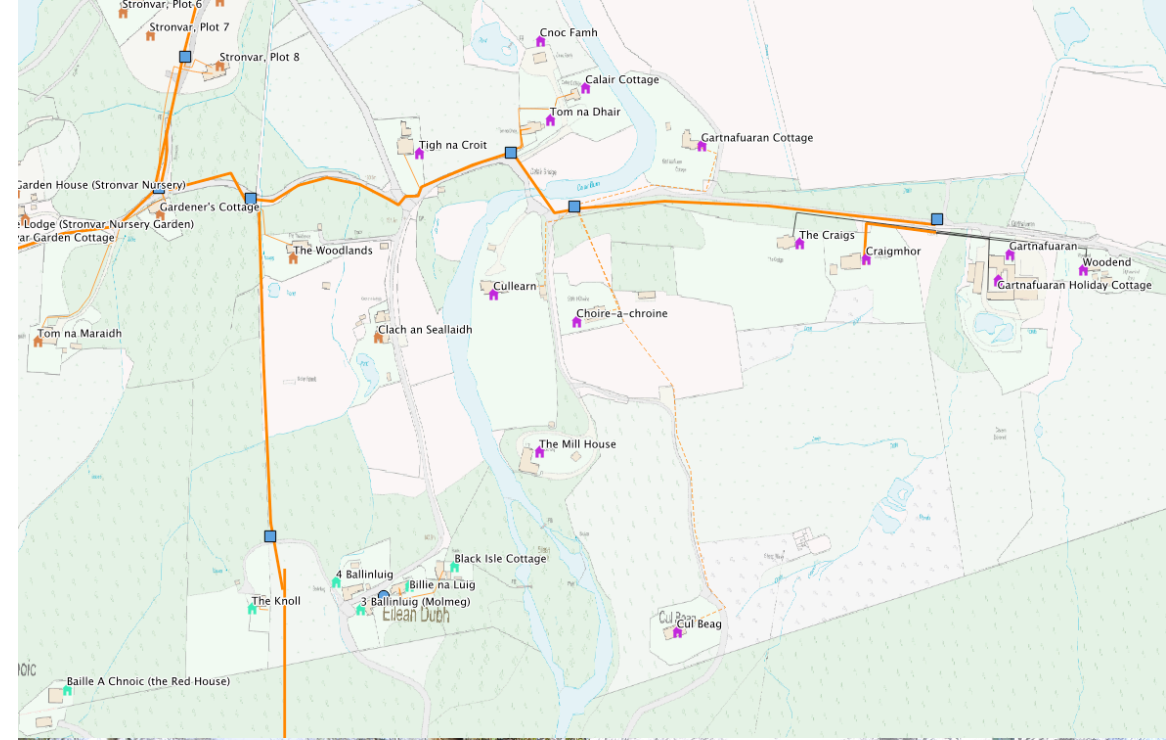 Stronvar, Plot 6
Stronvar, Plot 7
Cnoc Famh
Stronvar, Plot 8
Calair Cottage
Tom na Dhair
Gartnafuaran Cottage
Tigh na Croit
Garden House (Stronvar Nursery)
Gardener's Cottage
e Lodge (Stronvar Nursery Garden)
var Garden Cottage
The Woodlands
The Craigs
Craigmhor
Gartnafuaran
Woodend
Gartnafuaran Holiday Cottage
Cullearn
Choire-a-chroine
Tom na Maraidh
Clach an Seallaidh
The Mill House
Black Isle Cottage
4 Ballinluig
Billie na Luig
The Knoll
3 Ballinluig (Molmeg)
Eilean Dubh
Cul Beag
Cul Beag
noic
Baille A Chnoic (the Red House)